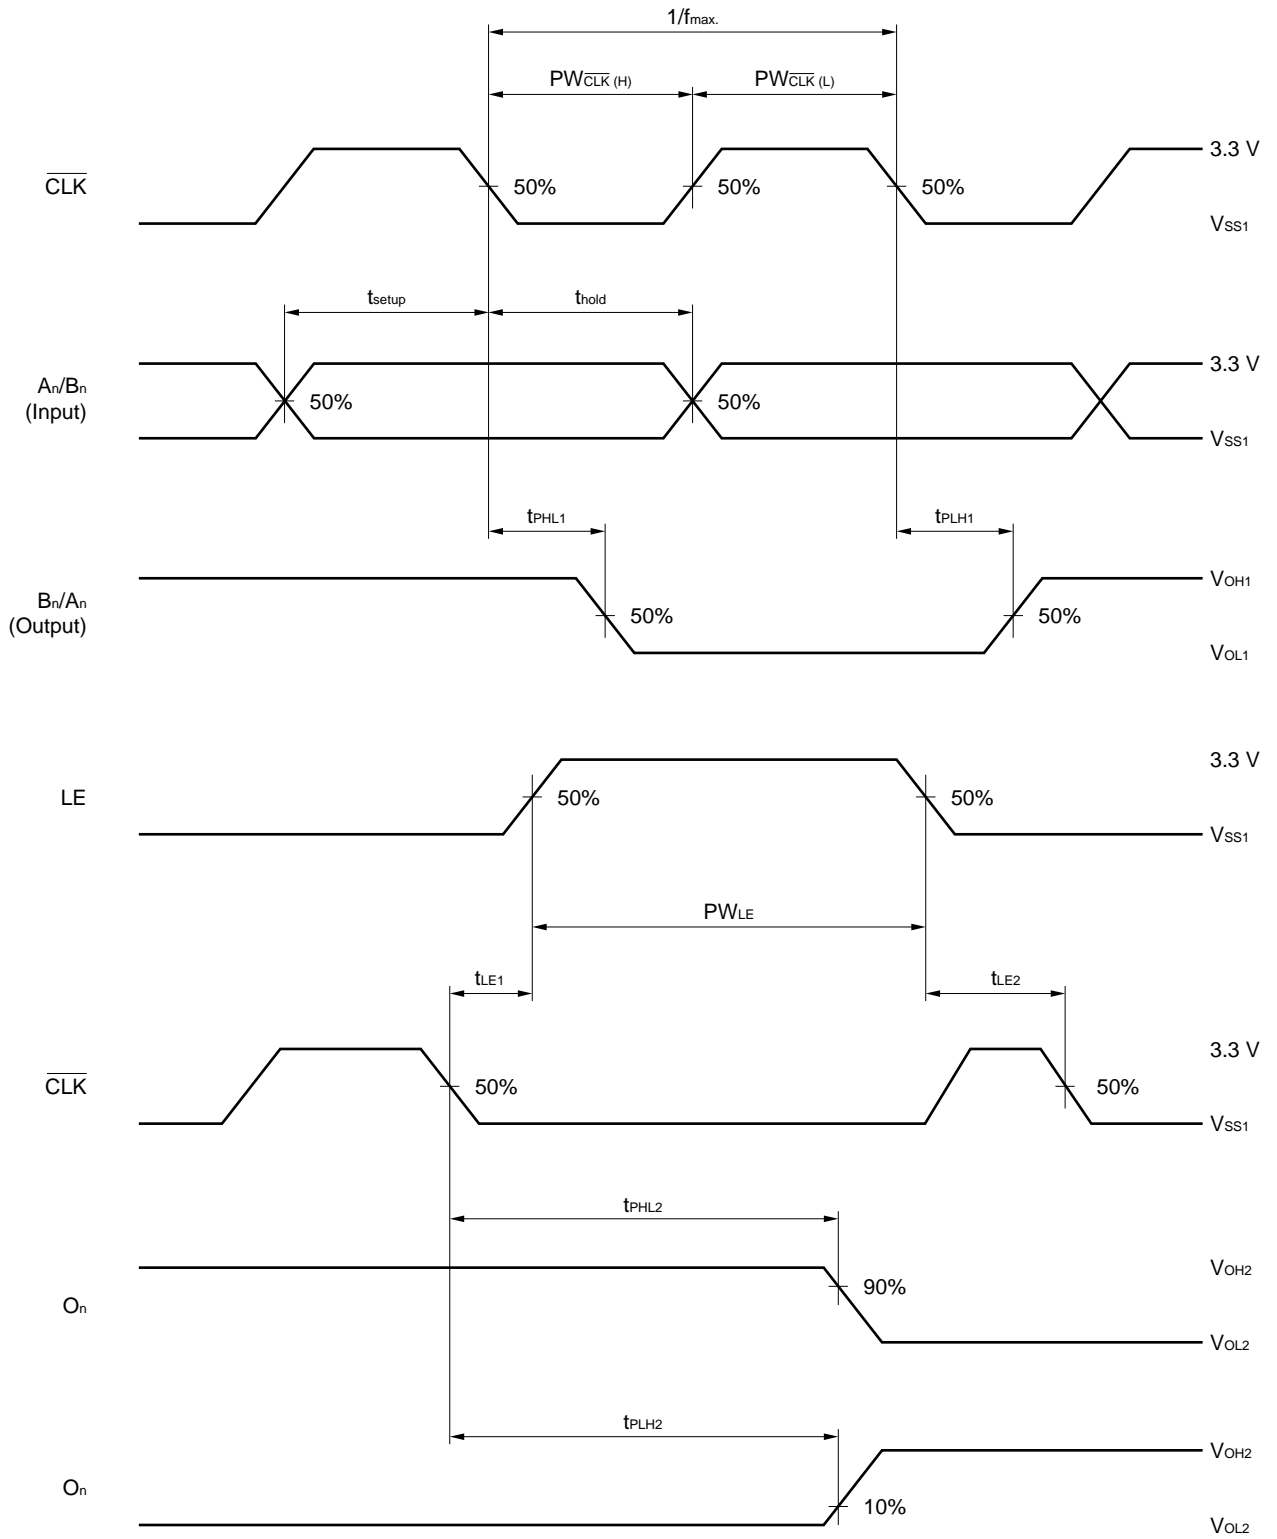 1/fmax.
PWCLK (H) PWCLK (L)
3.3 V
CLK 50% 50% 50%
VSS1
tsetup thold
3.3 V
An/Bn
(Input) 50% 50%
VSS1
tPHL1 tPLH1
VOH1
Bn/An
(Output) 50% 50%
VOL1
3.3 V
LE 50% 50%
VSS1
PWLE
tLE1 tLE2
3.3 V
CLK 50% 50%
VSS1
tPHL2
VOH2
90%
On
VOL2
tPLH2
VOH2
On
10%
VOL2